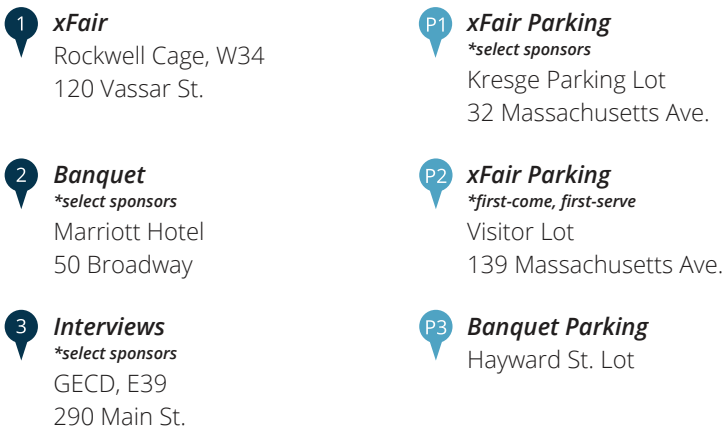 1
xFair
Rockwell Cage, W34
120 Vassar St.
2
Banquet
*select sponsors
Marriott Hotel
50 Broadway
3
Interviews
*select sponsors
GECD, E39
290 Main St.
P1
xFair Parking
*select sponsors
Kresge Parking Lot
32 Massachusetts Ave.
P2
xFair Parking
*first-come, first-serve
Visitor Lot
139 Massachusetts Ave.
P3
Banquet Parking
Hayward St. Lot